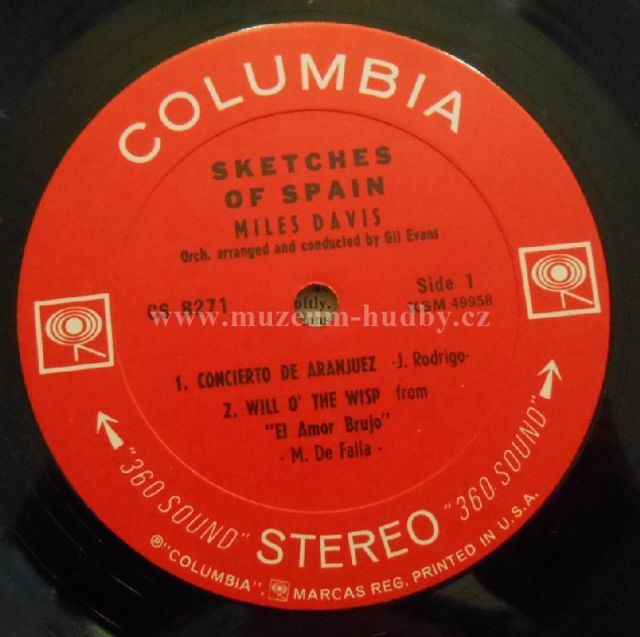 COLUMBIA
SKETCHES
OF SPAIN
MILES DAVIS
Orch. arranged and conducted by Gil Evans
Side 1
CS 8271
XSM 49958
oftly.
www.muzeum-hudby.cz
1. CONCIERTO DE ARANJUEZ -J. Rodrigo-
2. WILL O' THE WISP from
"El Amor Brujo"
- M. De Falla -
"360 SOUND" STEREO "360 SOUND"
® "COLUMBIA", MARCAS REG. PRINTED IN U.S.A.